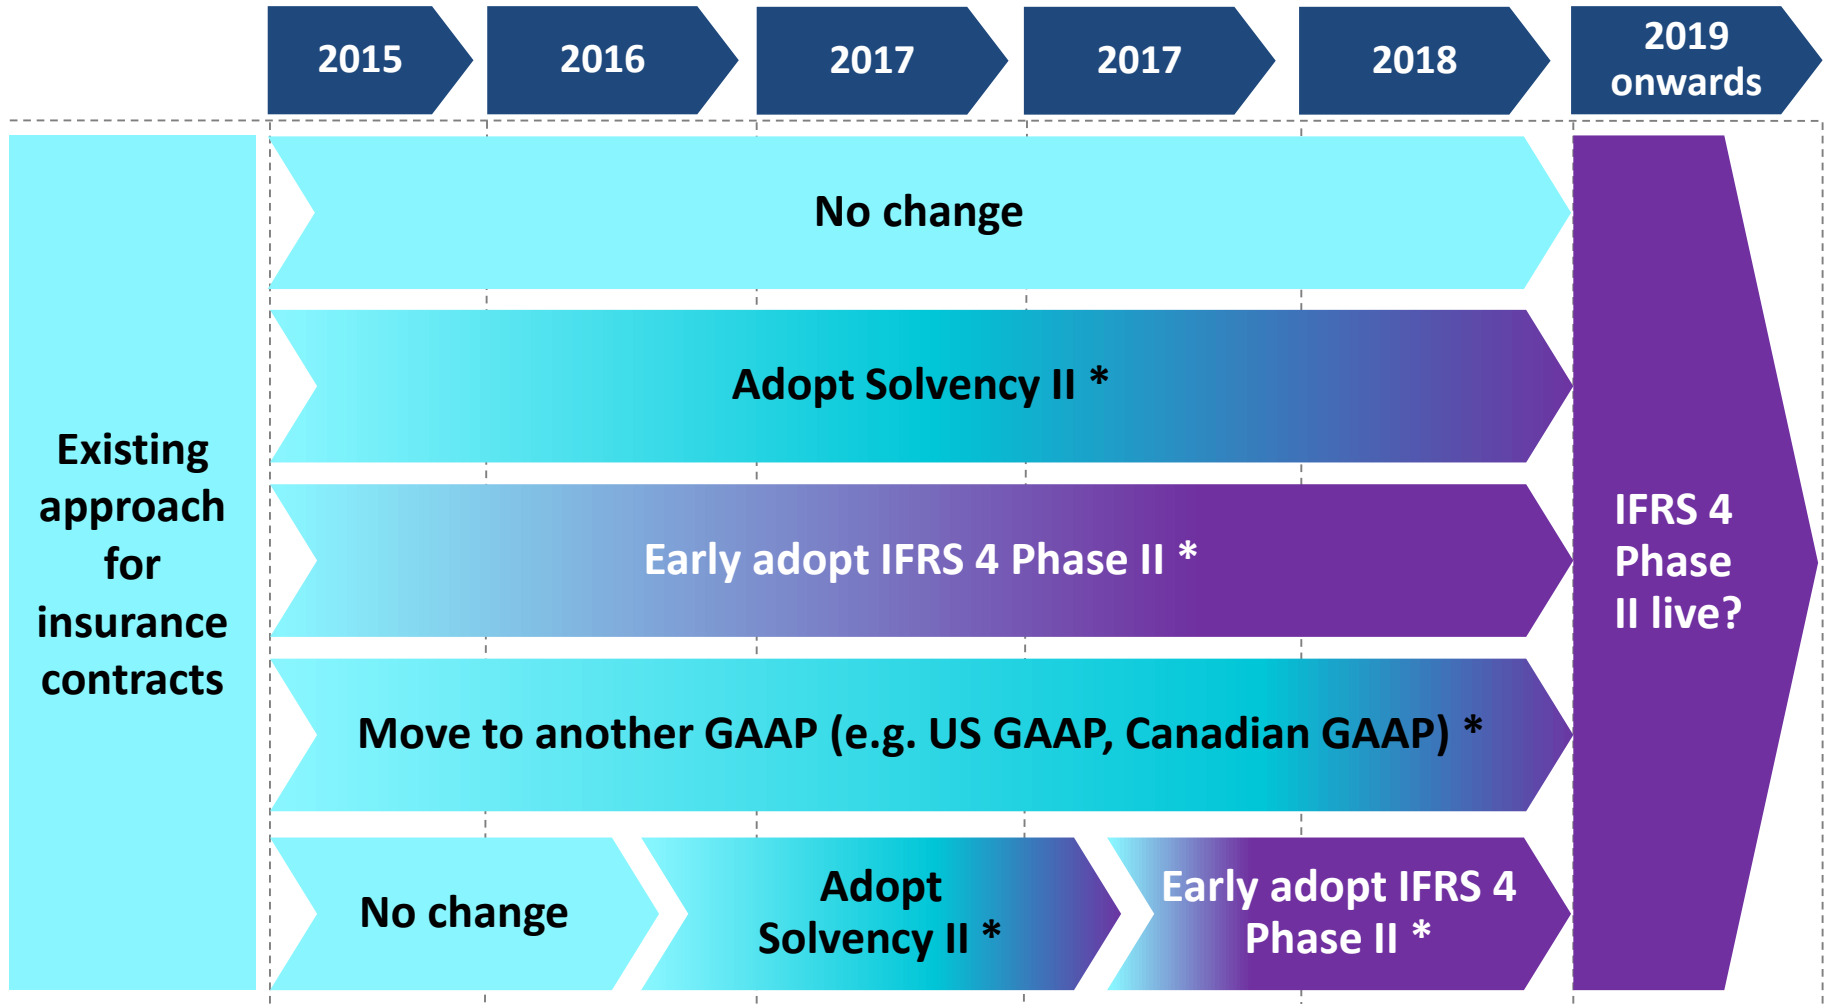 2015
2016
2017
2017
2018
2019
onwards
Existing
approach
for
insurance
contracts
No change
Adopt Solvency II *
Early adopt IFRS 4 Phase II *
Move to another GAAP (e.g. US GAAP, Canadian GAAP) *
No change
Adopt
Solvency II *
Early adopt IFRS 4
Phase II *
IFRS 4
Phase
II live?